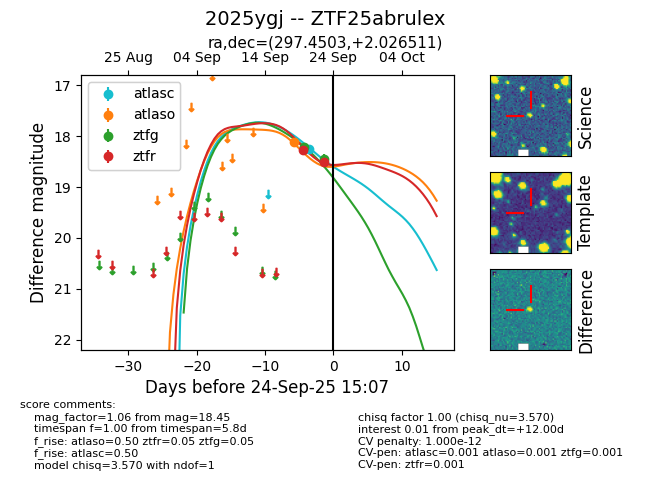 2025ygj -- ZTF25abrulex
ra,dec=(297.4503,+2.026511)
25 Aug 04 Sep 14 Sep 24 Sep 04 Oct
17
18
19
20
21
22
Difference magnitude
atlasc
atlaso
ztfg
ztfr
−30 −20 −10 0 10
Days before 24-Sep-25 15:07
Science
Template
Difference
score comments:
mag_factor=1.06 from mag=18.45
timespan f=1.00 from timespan=5.8d
f_rise: atlaso=0.50 ztfr=0.05 ztfg=0.05
f_rise: atlasc=0.50
model chisq=3.570 with ndof=1
chisq factor 1.00 (chisq_nu=3.570)
interest 0.01 from peak_dt=+12.00d
CV penalty: 1.000e-12
CV-pen: atlasc=0.001 atlaso=0.001 ztfg=0.001
CV-pen: ztfr=0.001